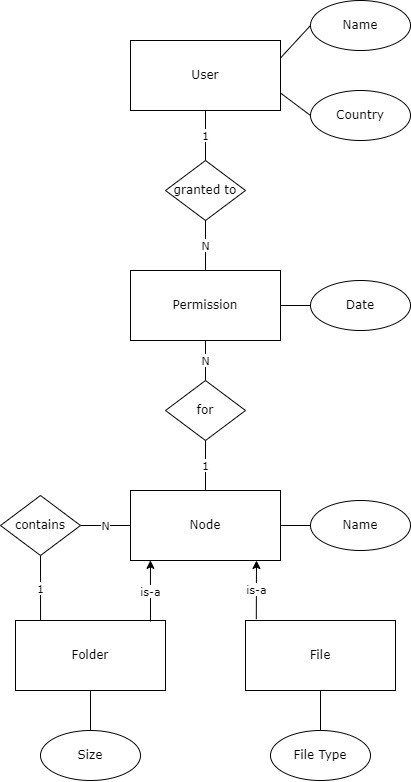 Name
User
Country
1
granted to
N
Permission
Date
N
for
1
contains
N
Node
Name
1
is-a
is-a
Folder
File
Size
File Type